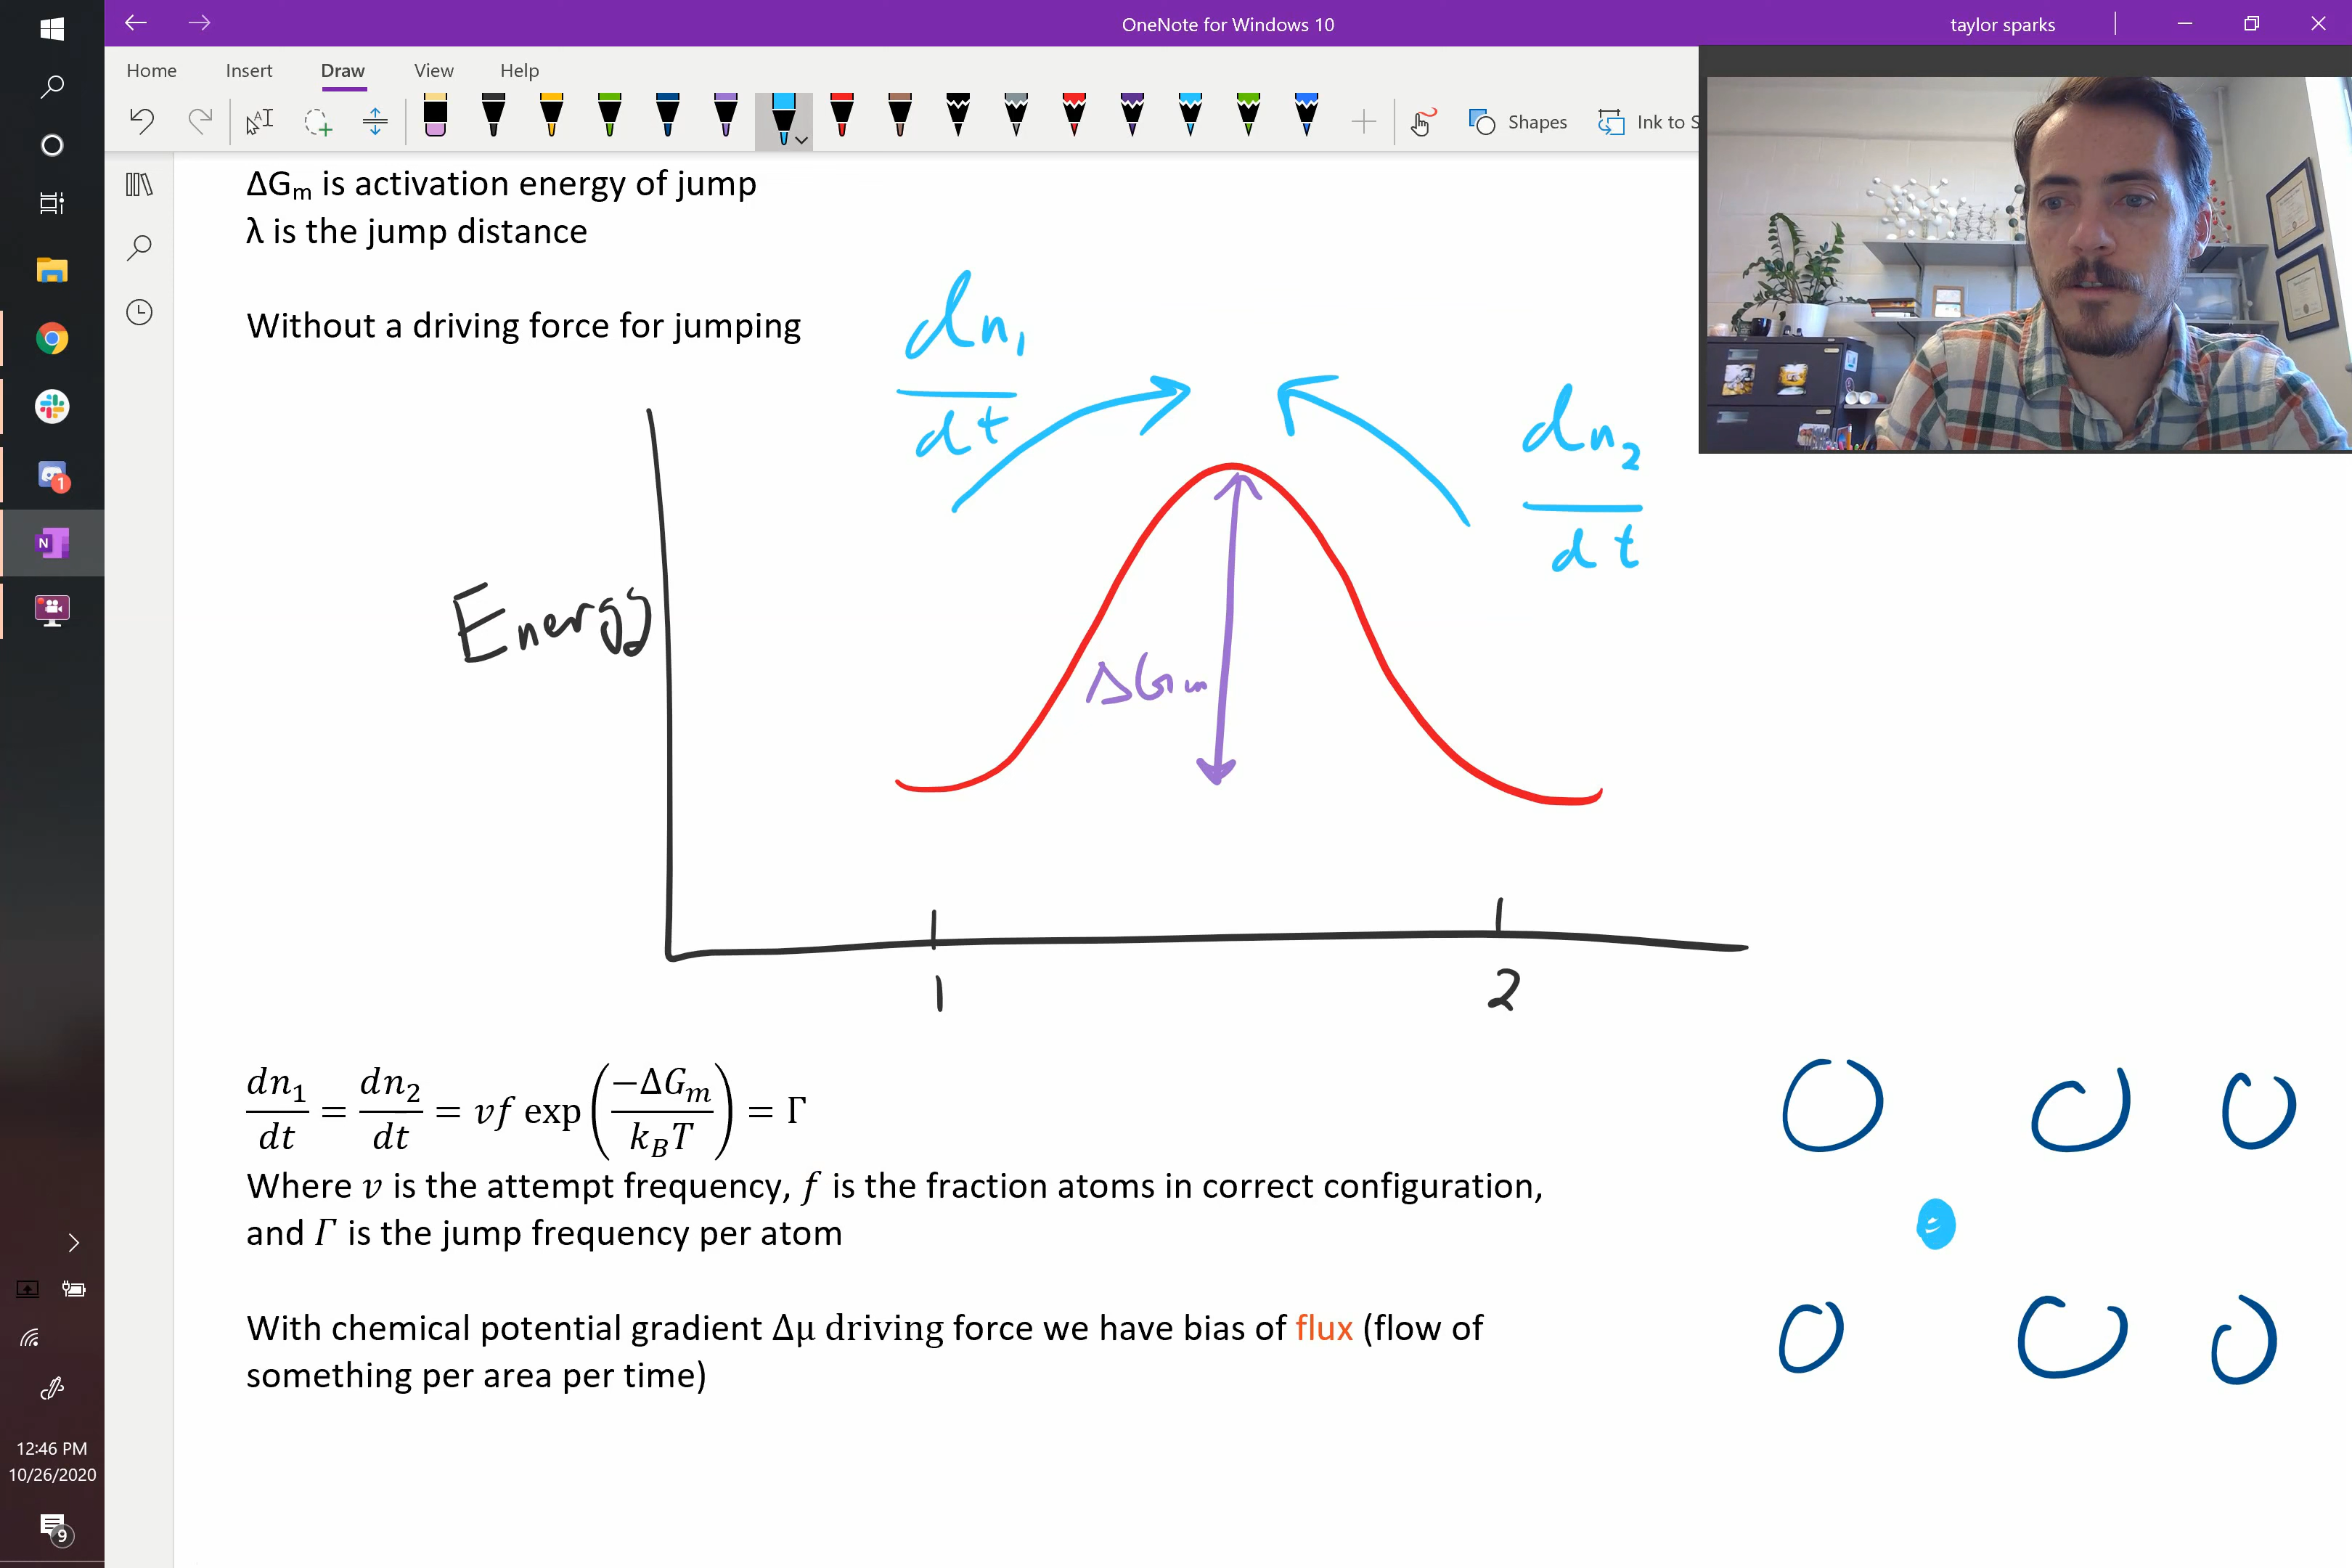 OneNote for Windows 10
taylor sparks
Home Insert Draw View Help
Shapes Ink to S
ΔGₘ is activation energy of jump
λ is the jump distance
Without a driving force for jumping
dn₁
dt
dn₂
dt
Energy
ΔGₘ
1 2
dn₁/dt = dn₂/dt = νf exp(−ΔGₘ/k_BT) = Γ
Where ν is the attempt frequency, f is the fraction atoms in correct configuration,
and Γ is the jump frequency per atom
With chemical potential gradient Δμ driving force we have bias of flux (flow of
something per area per time)
1
N
12:46 PM
10/26/2020
9